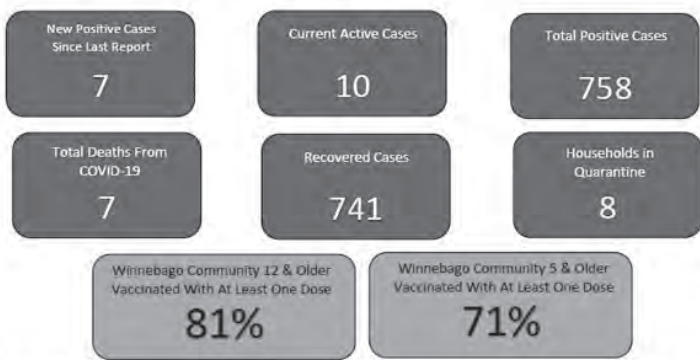 New Positive Cases
Since Last Report
7
Current Active Cases
10
Total Positive Cases
758
Total Deaths From
COVID-19
7
Recovered Cases
741
Households in
Quarantine
8
Winnebago Community 12 & Older
Vaccinated With At Least One Dose
81%
Winnebago Community 5 & Older
Vaccinated With At Least One Dose
71%